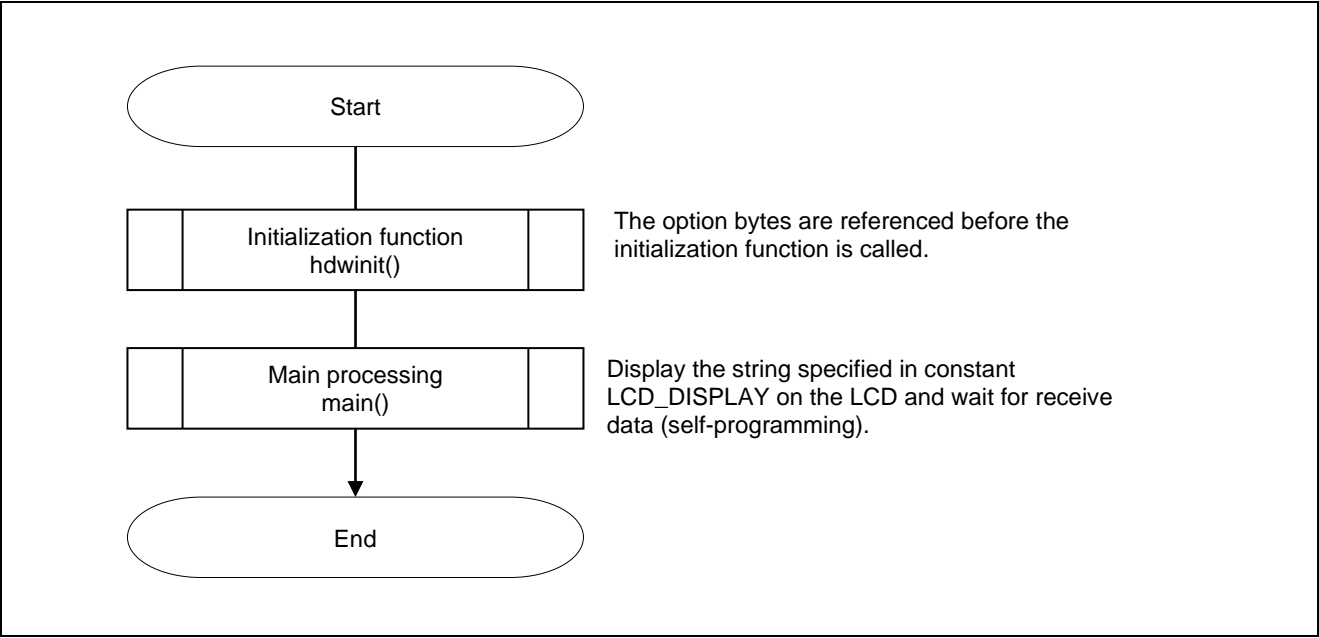 Start
Initialization function
hdwinit()
The option bytes are referenced before the
initialization function is called.
Main processing
main()
Display the string specified in constant
LCD_DISPLAY on the LCD and wait for receive
data (self-programming).
End